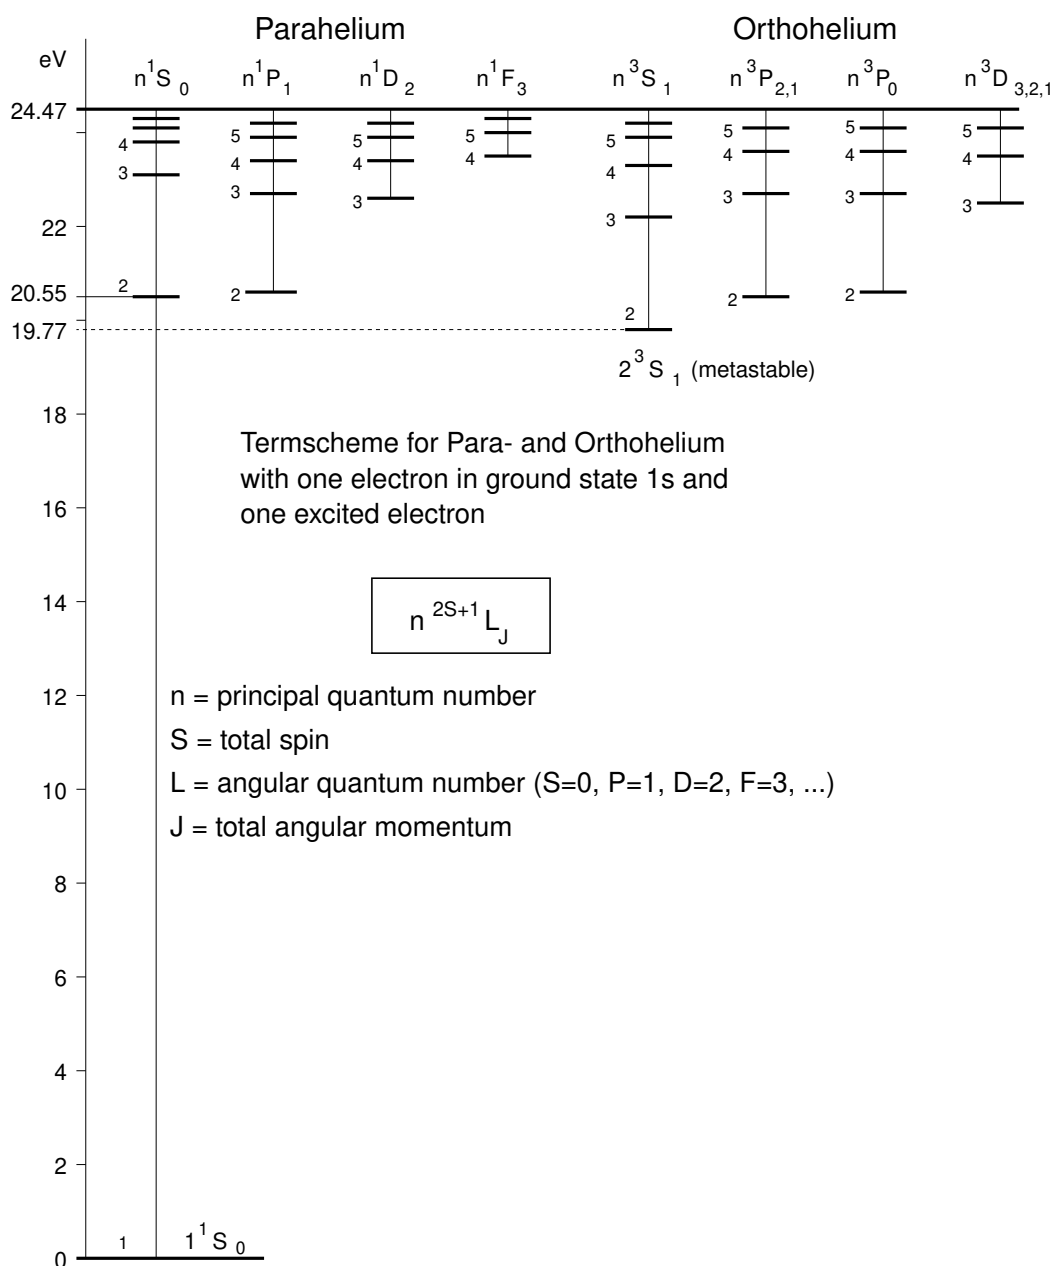 Parahelium Orthohelium
eV
n¹S₀ n¹P₁ n¹D₂ n¹F₃ n³S₁ n³P₂,₁ n³P₀ n³D₃,₂,₁
24.47
5 5 5 5 5 5 5
4 4 4 4 4 4 4 4
3 3 3 3 3 3 3
22
2 2 2 2 2 2
20.55
19.77
2³S₁ (metastable)
18
Termscheme for Para- and Orthohelium
with one electron in ground state 1s and
one excited electron
16
14
n²ˢ⁺¹L_J
12
n = principal quantum number
S = total spin
L = angular quantum number (S=0, P=1, D=2, F=3, ...)
10
J = total angular momentum
8
6
4
2
1 1¹S₀
0